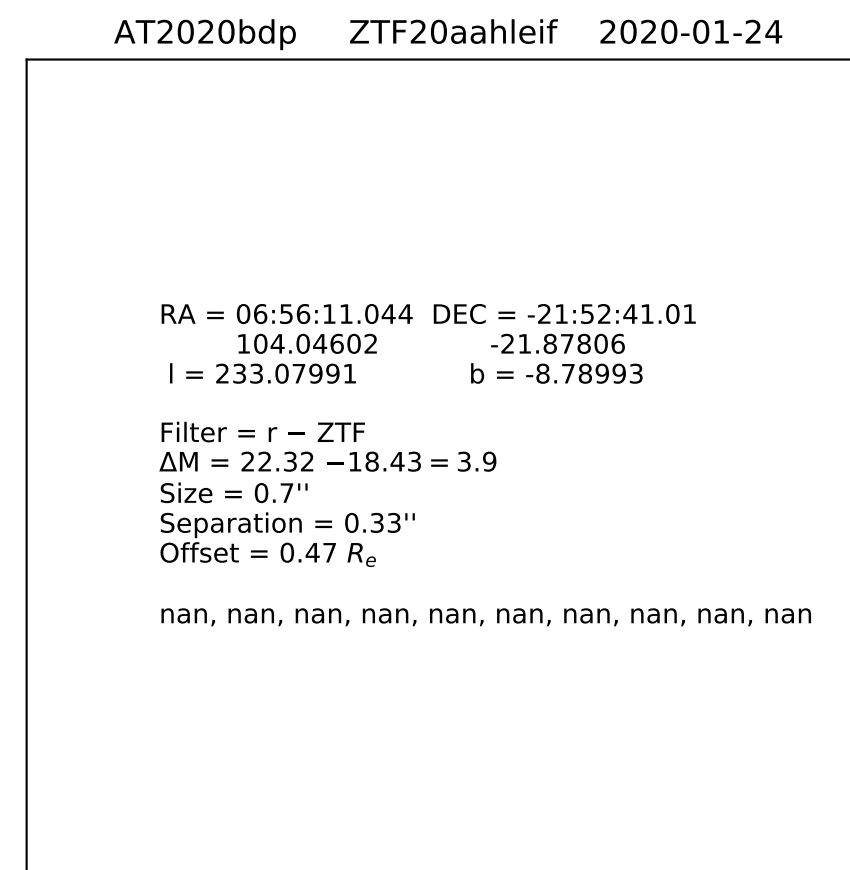 AT2020bdp ZTF20aahleif 2020-01-24
RA = 06:56:11.044 DEC = -21:52:41.01
104.04602 -21.87806
l = 233.07991 b = -8.78993
Filter = r − ZTF
ΔM = 22.32 −18.43 = 3.9
Size = 0.7''
Separation = 0.33''
Offset = 0.47 Rₑ
nan, nan, nan, nan, nan, nan, nan, nan, nan, nan